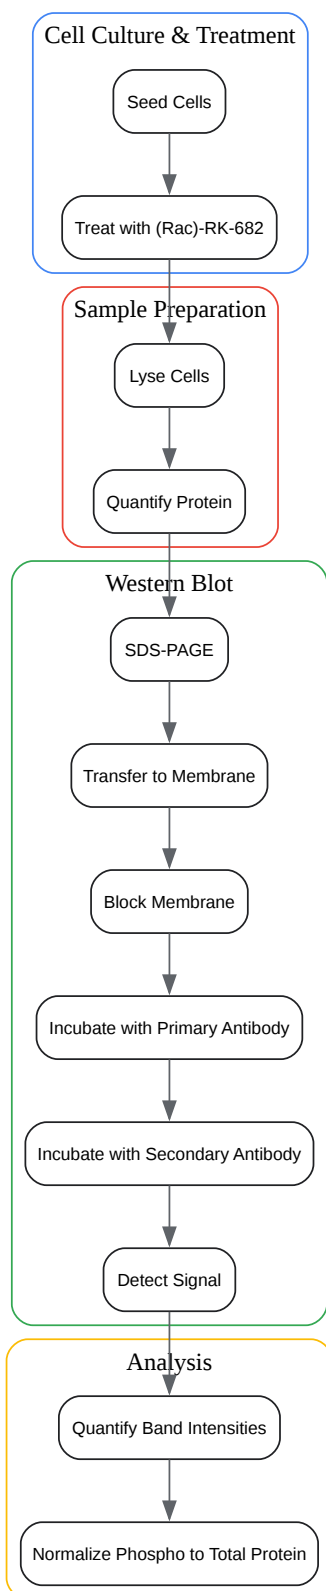 Cell Culture & Treatment
Seed Cells
Treat with (Rac)-RK-682
Sample Preparation
Lyse Cells
Quantify Protein
Western Blot
SDS-PAGE
Transfer to Membrane
Block Membrane
Incubate with Primary Antibody
Incubate with Secondary Antibody
Detect Signal
Analysis
Quantify Band Intensities
Normalize Phospho to Total Protein